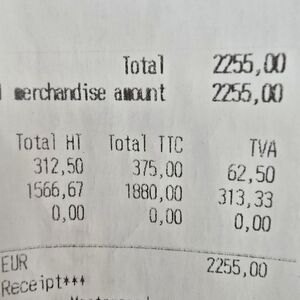 Total 2255,00
merchandise amount 2255,00
Total HT Total TTC TVA
312,50 375,00 62,50
1566,67 1880,00 313,33
0,00 0,00 0,00
EUR 2255,00
Receipt***